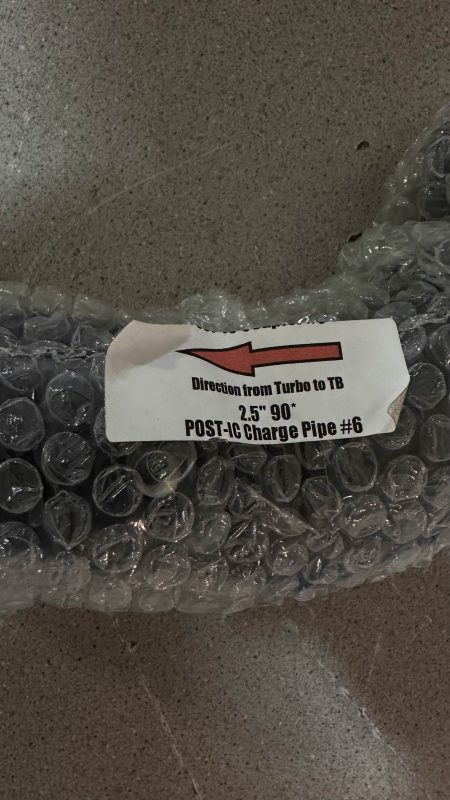 Direction from Turbo to TB
2.5" 90*
POST-IC Charge Pipe #6